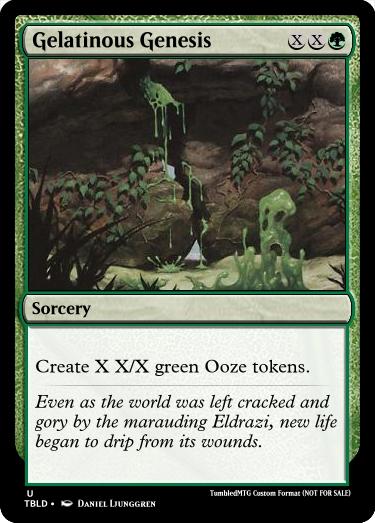 Gelatinous Genesis XX
Sorcery
Create X X/X green Ooze tokens.
Even as the world was left cracked and
gory by the marauding Eldrazi, new life
began to drip from its wounds.
U
TBLD • Daniel Ljunggren
TumbledMTG Custom Format (NOT FOR SALE)